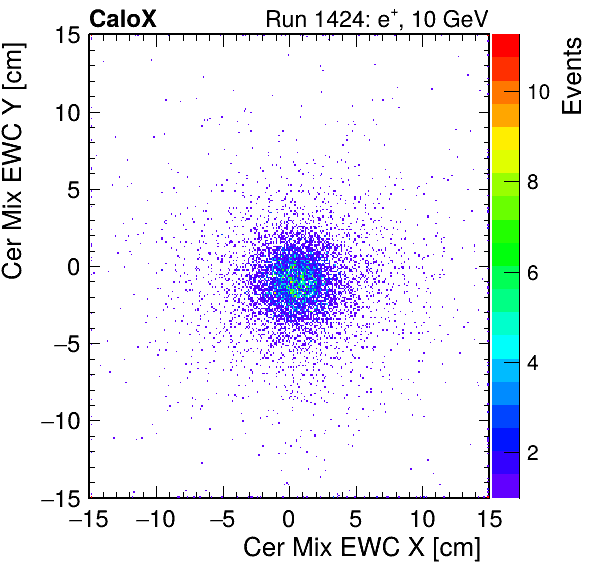 CaloX Run 1424: e+, 10 GeV
Cer Mix EWC Y [cm]
15
10
5
0
−5
−10
−15
−15 −10 −5 0 5 10 15
Cer Mix EWC X [cm]
Events
10
8
6
4
2